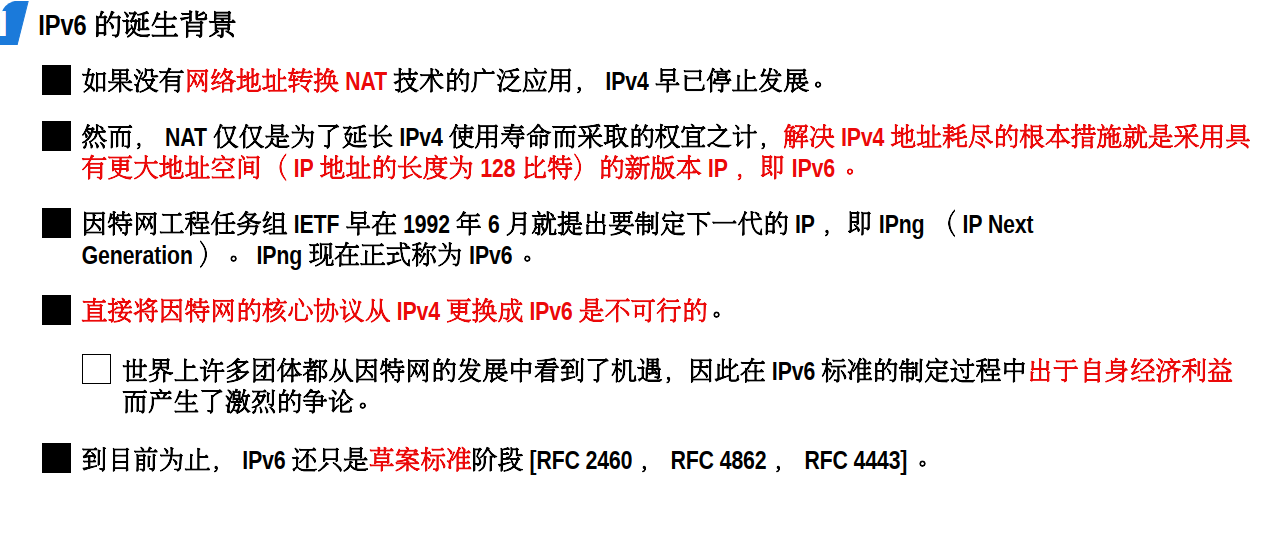 IPv6 的诞生背景
如果没有网络地址转换 NAT 技术的广泛应用， IPv4 早已停止发展。
然而， NAT 仅仅是为了延长 IPv4 使用寿命而采取的权宜之计，解决 IPv4 地址耗尽的根本措施就是采用具
有更大地址空间（ IP 地址的长度为 128 比特）的新版本 IP ，即 IPv6 。
因特网工程任务组 IETF 早在 1992 年 6 月就提出要制定下一代的 IP ，即 IPng （ IP Next
Generation ）。 IPng 现在正式称为 IPv6 。
直接将因特网的核心协议从 IPv4 更换成 IPv6 是不可行的。
世界上许多团体都从因特网的发展中看到了机遇，因此在 IPv6 标准的制定过程中出于自身经济利益
而产生了激烈的争论。
到目前为止， IPv6 还只是草案标准阶段 [RFC 2460 ， RFC 4862 ， RFC 4443] 。